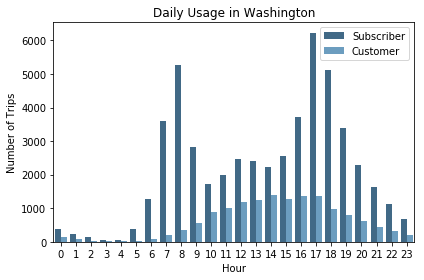 Daily Usage in Washington
Subscriber
Customer
Number of Trips
6000
5000
4000
3000
2000
1000
0
0 1 2 3 4 5 6 7 8 9 10 11 12 13 14 15 16 17 18 19 20 21 22 23
Hour